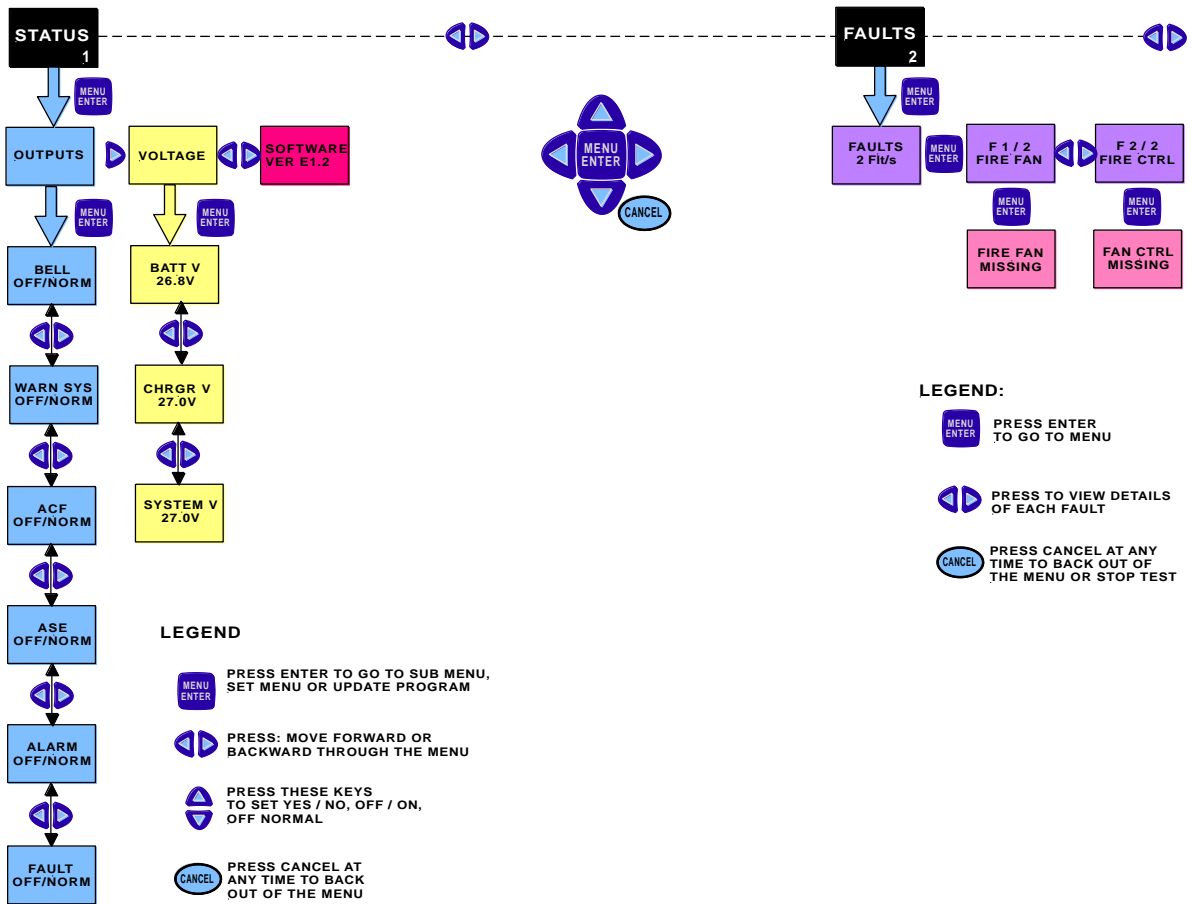 STATUS
1
FAULTS
2
MENU
ENTER
MENU
ENTER
OUTPUTS
VOLTAGE
SOFTWARE
VER E1.2
MENU
ENTER
CANCEL
FAULTS
2 Flt/s
MENU
ENTER
F 1 / 2
FIRE FAN
F 2 / 2
FIRE CTRL
MENU
ENTER
MENU
ENTER
MENU
ENTER
MENU
ENTER
BELL
OFF/NORM
BATT V
26.8V
FIRE FAN
MISSING
FAN CTRL
MISSING
WARN SYS
OFF/NORM
CHRGR V
27.0V
ACF
OFF/NORM
SYSTEM V
27.0V
ASE
OFF/NORM
ALARM
OFF/NORM
FAULT
OFF/NORM
LEGEND
MENU
ENTER
PRESS ENTER TO GO TO SUB MENU,
SET MENU OR UPDATE PROGRAM
PRESS: MOVE FORWARD OR
BACKWARD THROUGH THE MENU
PRESS THESE KEYS
TO SET YES / NO, OFF / ON,
OFF NORMAL
CANCEL
PRESS CANCEL AT
ANY TIME TO BACK
OUT OF THE MENU
LEGEND:
MENU
ENTER
PRESS ENTER
TO GO TO MENU
PRESS TO VIEW DETAILS
OF EACH FAULT
CANCEL
PRESS CANCEL AT ANY
TIME TO BACK OUT OF
THE MENU OR STOP TEST